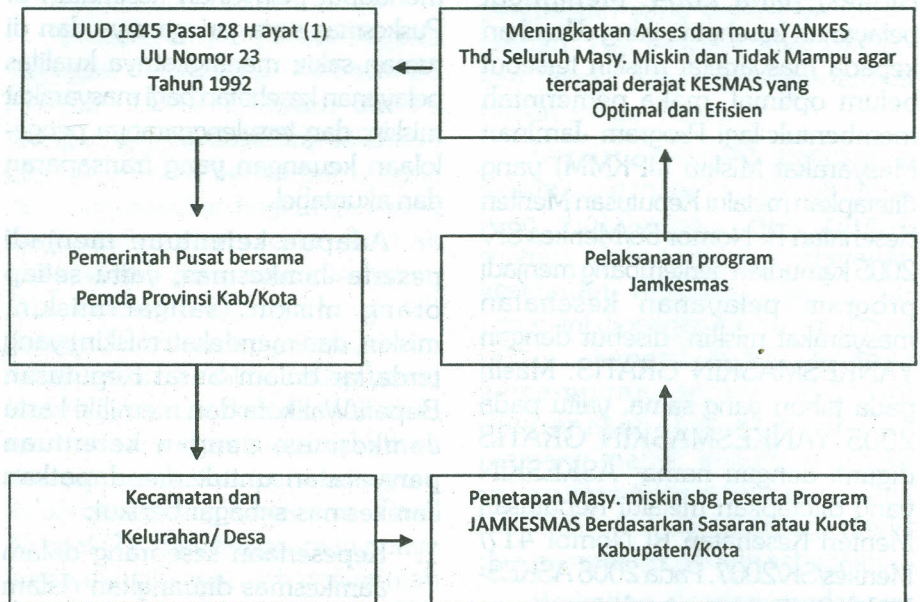 UUD 1945 Pasal 28 H ayat (1)
UU Nomor 23
Tahun 1992
Meningkatkan Akses dan mutu YANKES
Thd. Seluruh Masy. Miskin dan Tidak Mampu agar
tercapai derajat KESMAS yang
Optimal dan Efisien
Pemerintah Pusat bersama
Pemda Provinsi Kab/Kota
Pelaksanaan program
Jamkesmas
Kecamatan dan
Kelurahan/ Desa
Penetapan Masy. miskin sbg Peserta Program
JAMKESMAS Berdasarkan Sasaran atau Kuota
Kabupaten/Kota